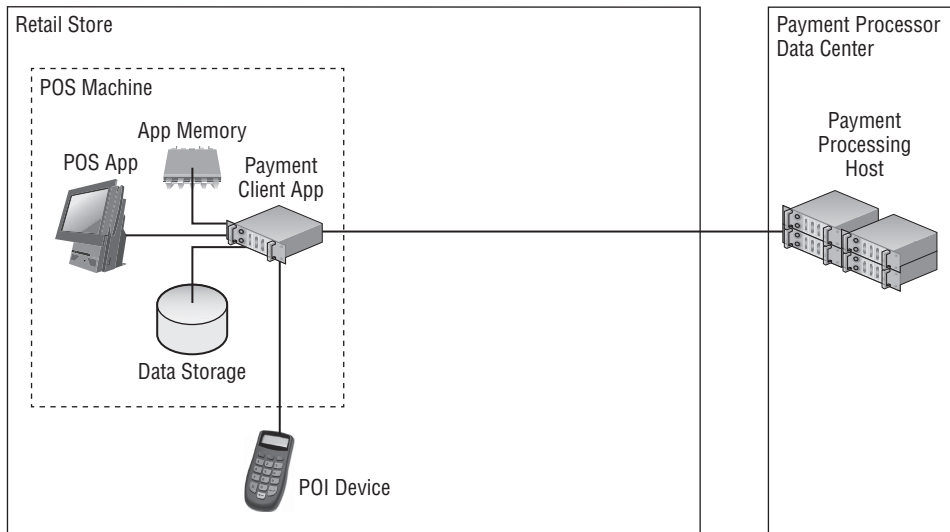 Retail Store
POS Machine
App Memory
POS App
Payment
Client App
Data Storage
POI Device
Payment Processor
Data Center
Payment
Processing
Host